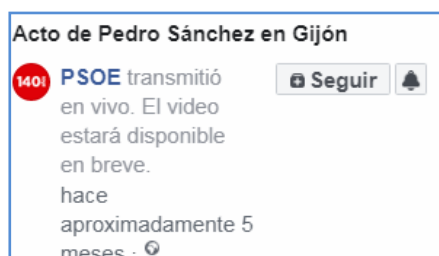 Acto de Pedro Sánchez en Gijón
PSOE transmitió
en vivo. El video
estará disponible
en breve.
hace
aproximadamente 5
meses ·
Seguir